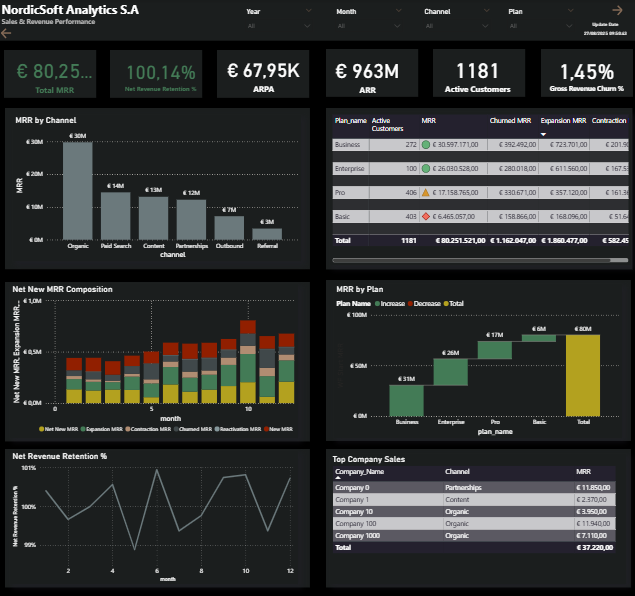 NordicSoft Analytics S.A
Sales & Revenue Performance
Year
Month
Channel
Plan
All
All
All
All
Update Date
27/08/2025 09:58:43
€ 80,25...
Total MRR
100,14%
Net Revenue Retention %
€ 67,95K
ARPA
€ 963M
ARR
1181
Active Customers
1,45%
Gross Revenue Churn %
MRR by Channel
MRR
€ 30M
€ 20M
€ 10M
€ 0M
€ 30M
€ 14M
€ 13M
€ 12M
€ 7M
€ 3M
Organic
Paid Search
Content
Partnerships
Outbound
Referral
channel
Plan_name Active Customers MRR Churned MRR Expansion MRR Contraction
Business 272 € 30.597.171,00 € 392.492,00 € 723.701,00 € 201.90
Enterprise 100 € 26.030.528,00 € 280.018,00 € 611.560,00 € 167.5
Pro 406 € 17.158.765,00 € 330.671,00 € 357.120,00 € 161.3
Basic 403 € 6.465.057,00 € 158.866,00 € 168.096,00 € 51.6
Total 1181 € 80.251.521,00 € 1.162.047,00 € 1.860.477,00 € 582.45
Net New MRR Composition
Net New MRR, Expansion MRR,...
€ 1,0M
€ 0,5M
€ 0,0M
0
5
10
month
Net New MRR
Expansion MRR
Contraction MRR
Churned MRR
Reactivation MRR
New MRR
MRR by Plan
Plan Name Increase Decrease Total
€ 100M
€ 50M
€ 0M
€ 31M
€ 26M
€ 17M
€ 6M
€ 80M
Business
Enterprise
Pro
Basic
Total
plan_name
Net Revenue Retention %
Net Revenue Retention %
101%
100%
99%
2
4
6
8
10
12
month
Top Company Sales
Company_Name Channel MRR
Company 0 Partnerships € 11.850,00
Company 1 Content € 2.370,00
Company 10 Organic € 3.950,00
Company 100 Organic € 11.940,00
Company 1000 Organic € 7.110,00
Total € 37.220,00